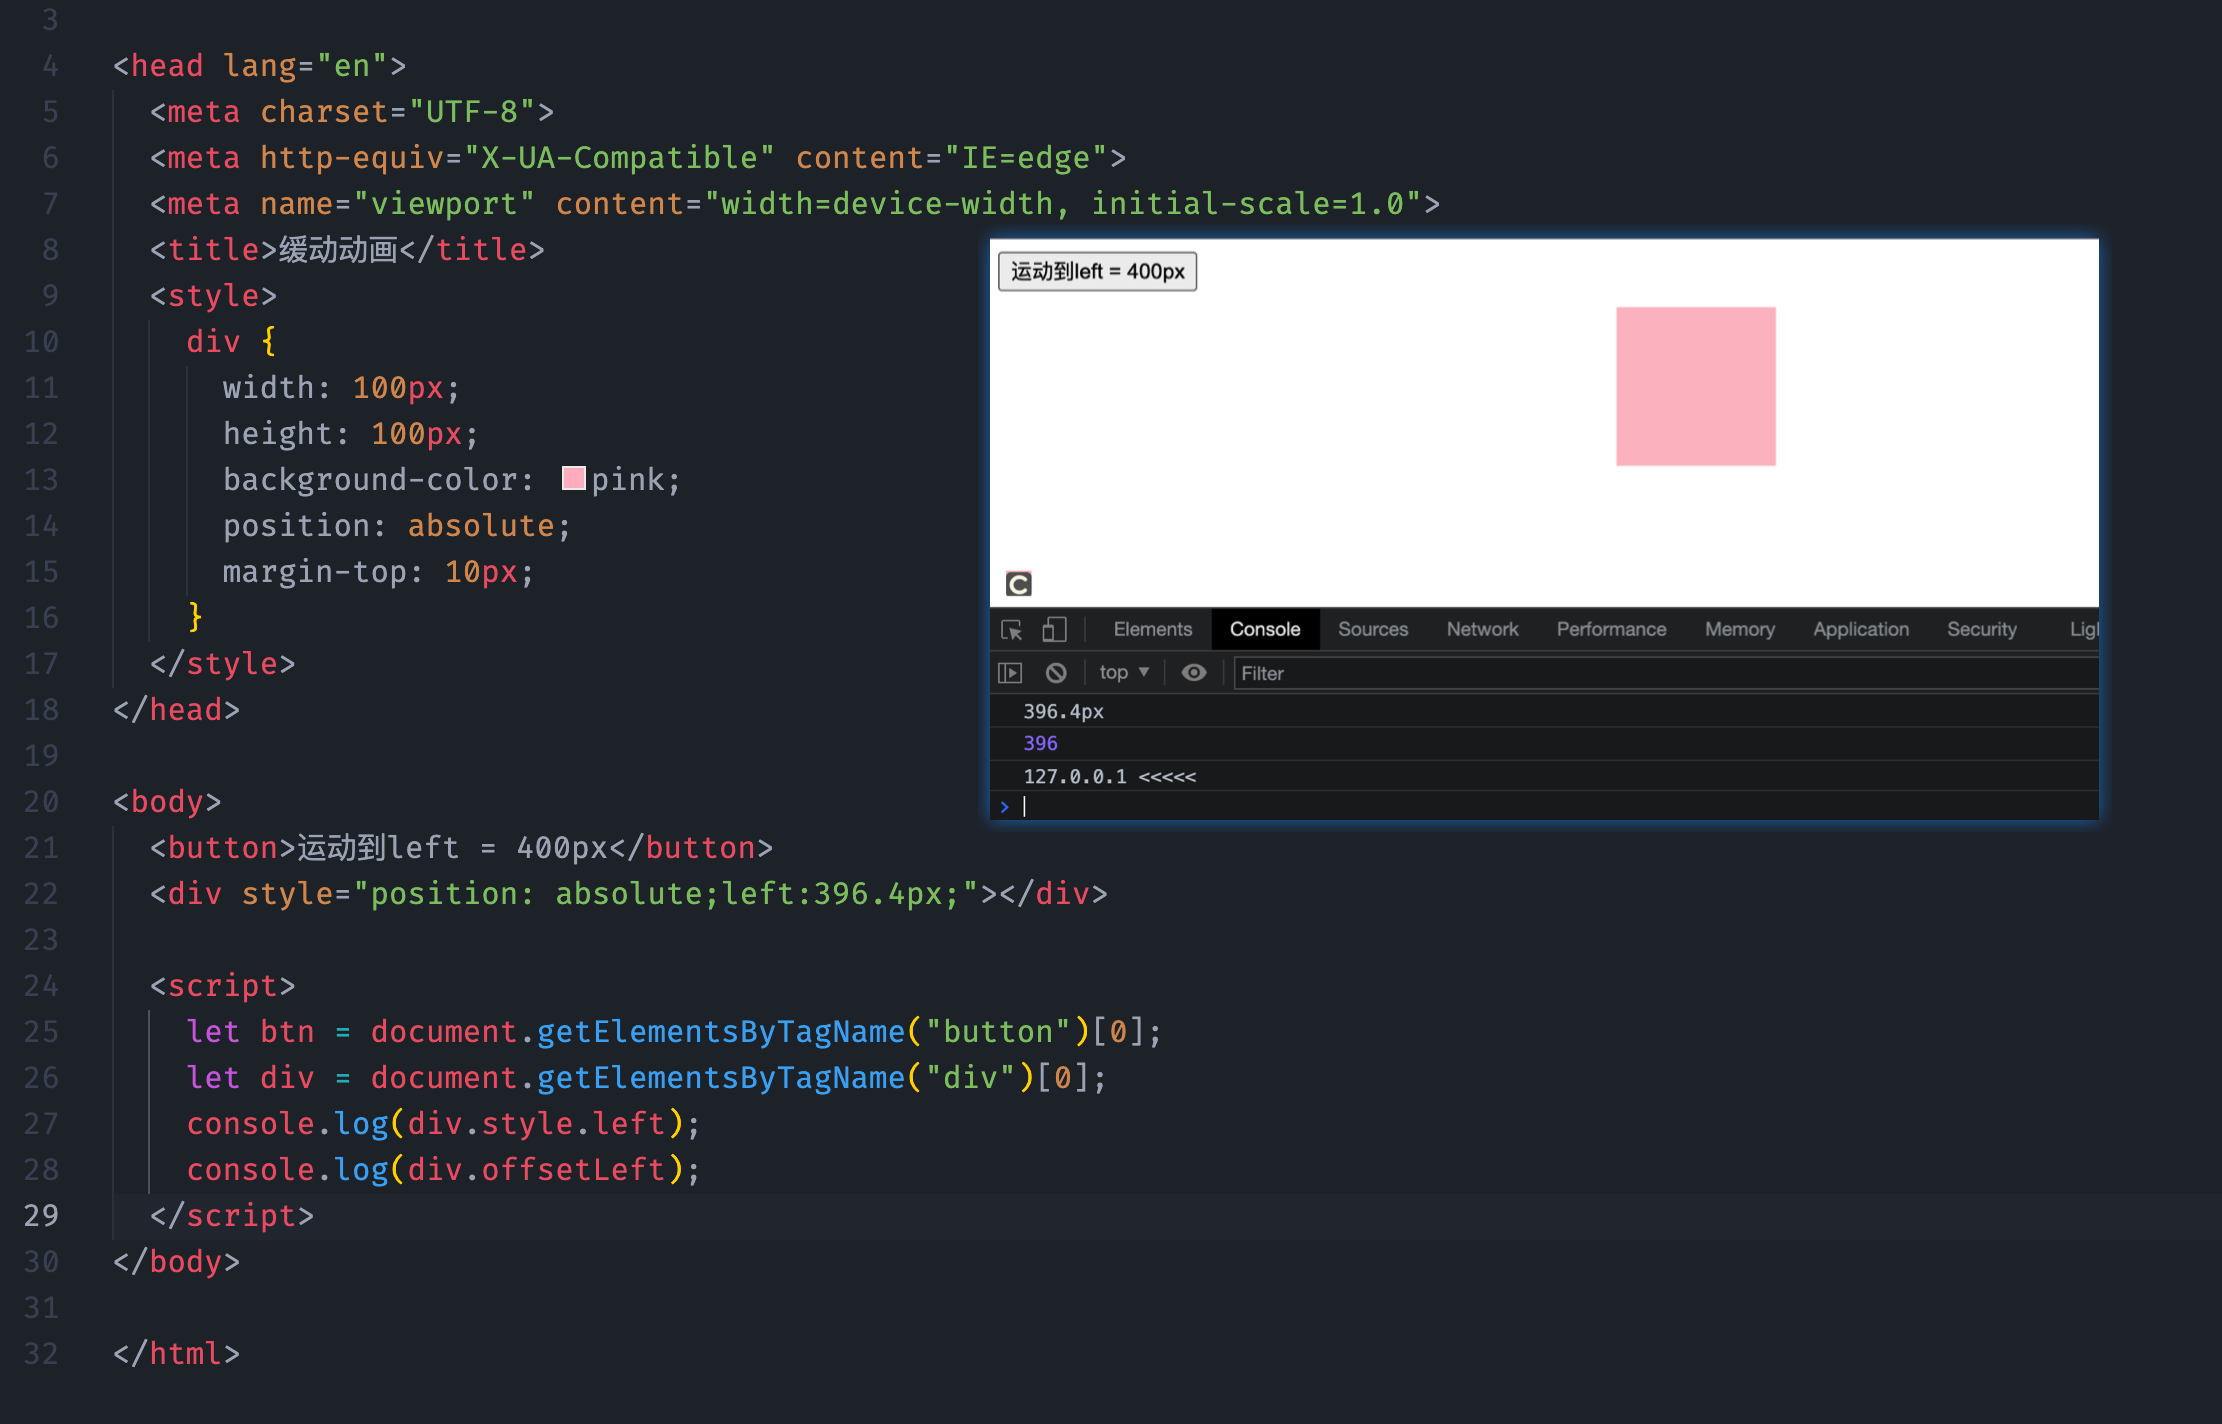 3
4 <head lang="en">
5 <meta charset="UTF-8">
6 <meta http-equiv="X-UA-Compatible" content="IE=edge">
7 <meta name="viewport" content="width=device-width, initial-scale=1.0">
8 <title>缓动动画</title>
9 <style>
10 div {
11 width: 100px;
12 height: 100px;
13 background-color: pink;
14 position: absolute;
15 margin-top: 10px;
16 }
17 </style>
18 </head>
19
20 <body>
21 <button>运动到left = 400px</button>
22 <div style="position: absolute;left:396.4px;"></div>
23
24 <script>
25 let btn = document.getElementsByTagName("button")[0];
26 let div = document.getElementsByTagName("div")[0];
27 console.log(div.style.left);
28 console.log(div.offsetLeft);
29 </script>
30 </body>
31
32 </html>
运动到left = 400px
C
Elements Console Sources Network Performance Memory Application Security
top ▼ Filter
396.4px
396
127.0.0.1 <<<<<
>